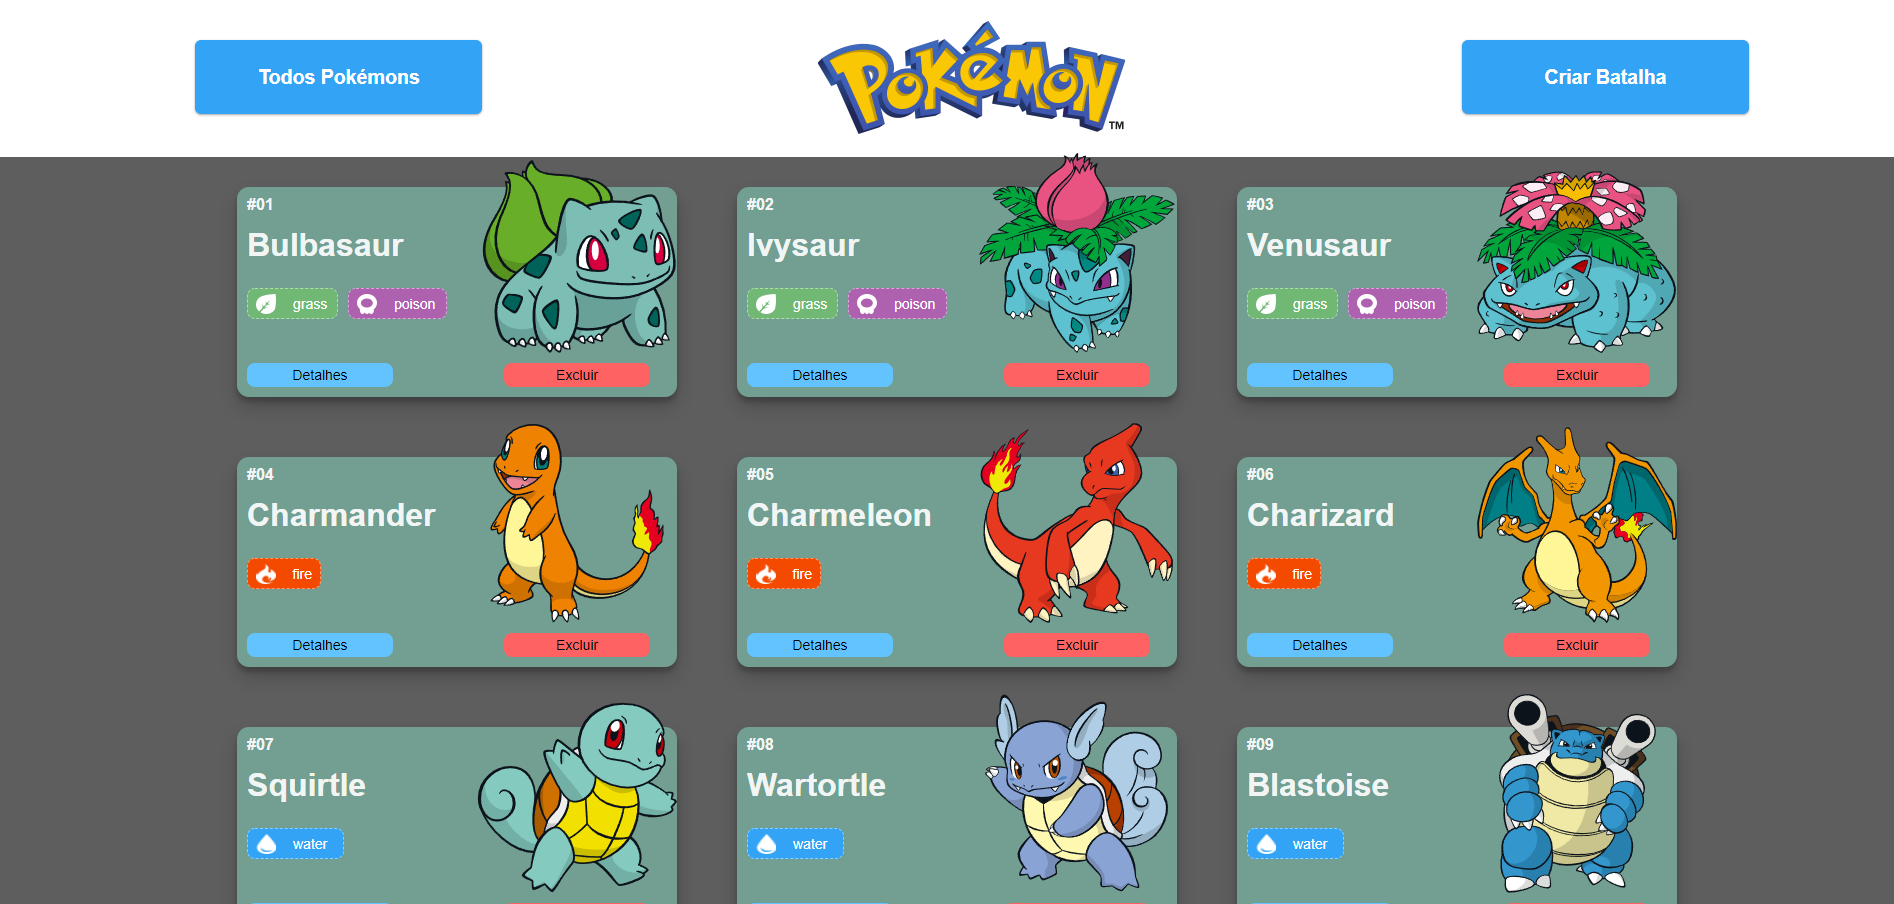 Todos Pokémons
POKéMON
TM
Criar Batalha
#01
Bulbasaur
grass
poison
Detalhes
Excluir
#02
Ivysaur
grass
poison
Detalhes
Excluir
#03
Venusaur
grass
poison
Detalhes
Excluir
#04
Charmander
fire
Detalhes
Excluir
#05
Charmeleon
fire
Detalhes
Excluir
#06
Charizard
fire
Detalhes
Excluir
#07
Squirtle
water
#08
Wartortle
water
#09
Blastoise
water